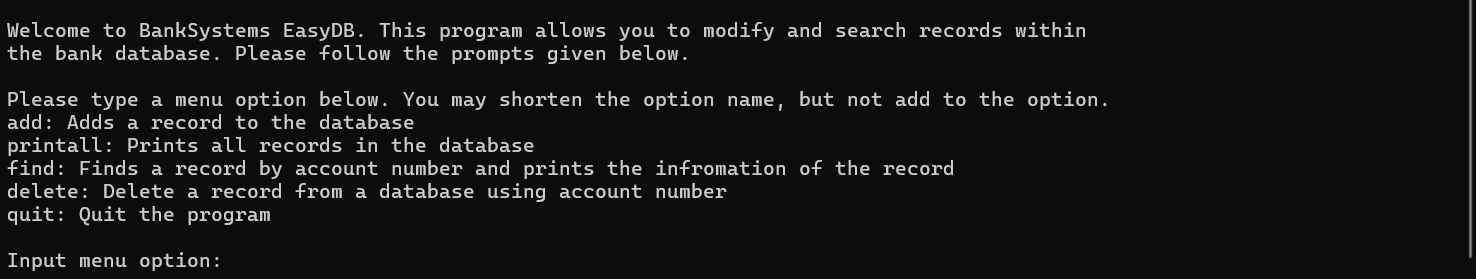 Welcome to BankSystems EasyDB. This program allows you to modify and search records within
the bank database. Please follow the prompts given below.
Please type a menu option below. You may shorten the option name, but not add to the option.
add: Adds a record to the database
printall: Prints all records in the database
find: Finds a record by account number and prints the infromation of the record
delete: Delete a record from a database using account number
quit: Quit the program
Input menu option: